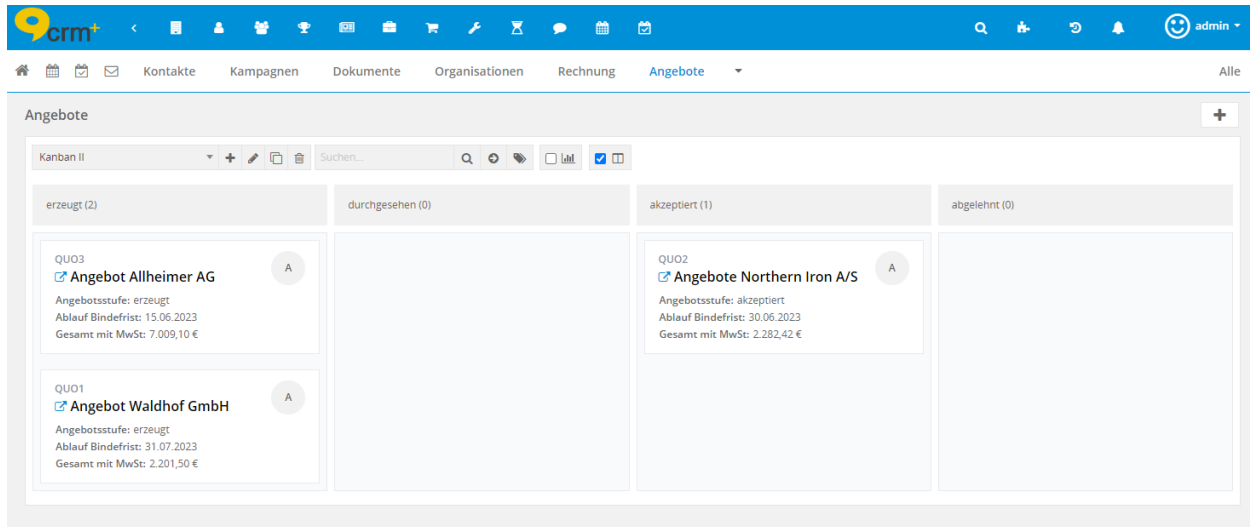 crm+
admin
Kontakte Kampagnen Dokumente Organisationen Rechnung Angebote Alle
Angebote
Kanban II Suchen...
erzeugt (2) durchgesehen (0) akzeptiert (1) abgelehnt (0)
QUO3
A
Angebot Allheimer AG
Angebotsstufe: erzeugt
Ablauf Bindefrist: 15.06.2023
Gesamt mit MwSt: 7.009,10 €
QUO1
A
Angebot Waldhof GmbH
Angebotsstufe: erzeugt
Ablauf Bindefrist: 31.07.2023
Gesamt mit MwSt: 2.201,50 €
QUO2
A
Angebote Northern Iron A/S
Angebotsstufe: akzeptiert
Ablauf Bindefrist: 30.06.2023
Gesamt mit MwSt: 2.282,42 €